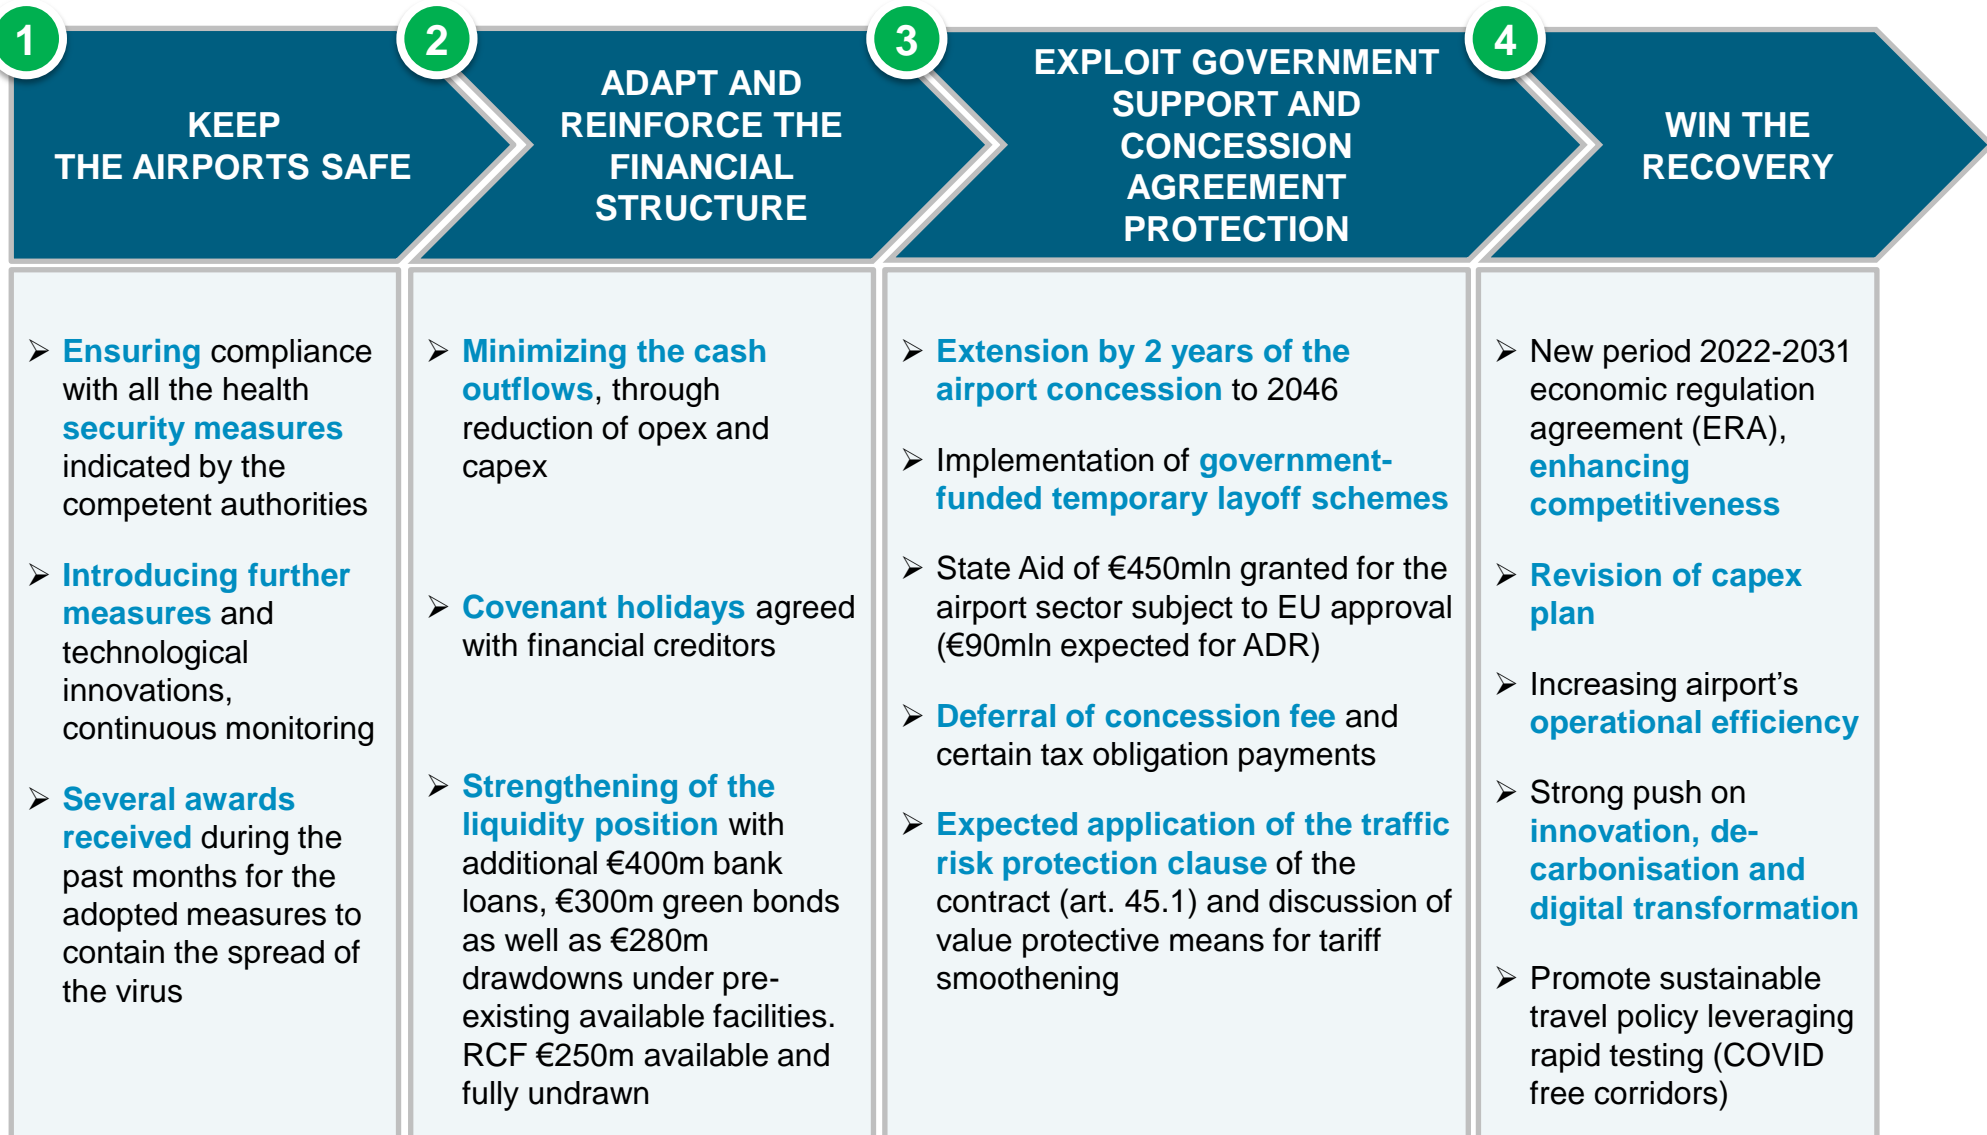 1
KEEP
THE AIRPORTS SAFE
➢ Ensuring compliance
with all the health
security measures
indicated by the
competent authorities
➢ Introducing further
measures and
technological
innovations,
continuous monitoring
➢ Several awards
received during the
past months for the
adopted measures to
contain the spread of
the virus
2
ADAPT AND
REINFORCE THE
FINANCIAL
STRUCTURE
➢ Minimizing the cash
outflows, through
reduction of opex and
capex
➢ Covenant holidays agreed
with financial creditors
➢ Strengthening of the
liquidity position with
additional €400m bank
loans, €300m green bonds
as well as €280m
drawdowns under pre-
existing available facilities.
RCF €250m available and
fully undrawn
3
EXPLOIT GOVERNMENT
SUPPORT AND
CONCESSION
AGREEMENT
PROTECTION
➢ Extension by 2 years of the
airport concession to 2046
➢ Implementation of government-
funded temporary layoff schemes
➢ State Aid of €450mln granted for the
airport sector subject to EU approval
(€90mln expected for ADR)
➢ Deferral of concession fee and
certain tax obligation payments
➢ Expected application of the traffic
risk protection clause of the
contract (art. 45.1) and discussion of
value protective means for tariff
smoothening
4
WIN THE
RECOVERY
➢ New period 2022-2031
economic regulation
agreement (ERA),
enhancing
competitiveness
➢ Revision of capex
plan
➢ Increasing airport’s
operational efficiency
➢ Strong push on
innovation, de-
carbonisation and
digital transformation
➢ Promote sustainable
travel policy leveraging
rapid testing (COVID
free corridors)